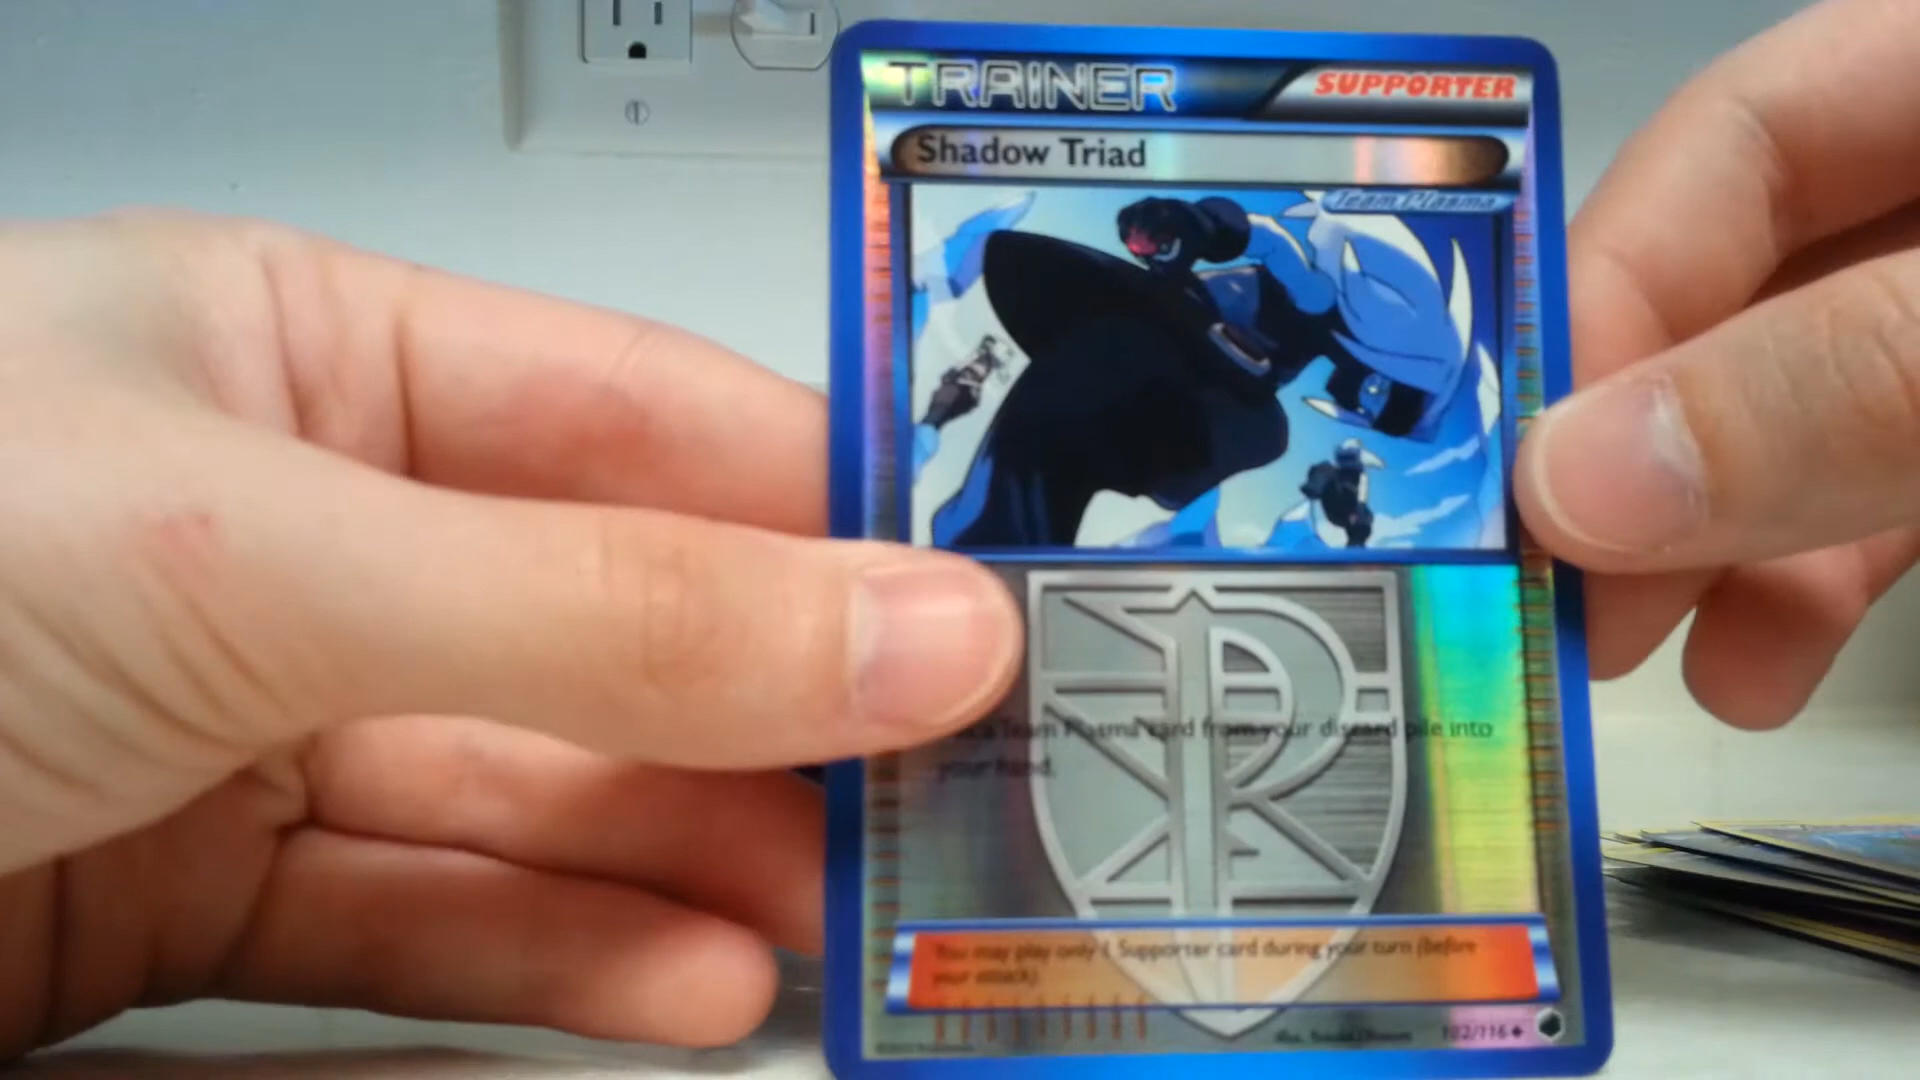 TRAINER
SUPPORTER
Shadow Triad
Team Plasma
a Team Plasma card from your discard pile into
your hand.
You may play only 1 Supporter card during your turn (before
your attack).
102/116